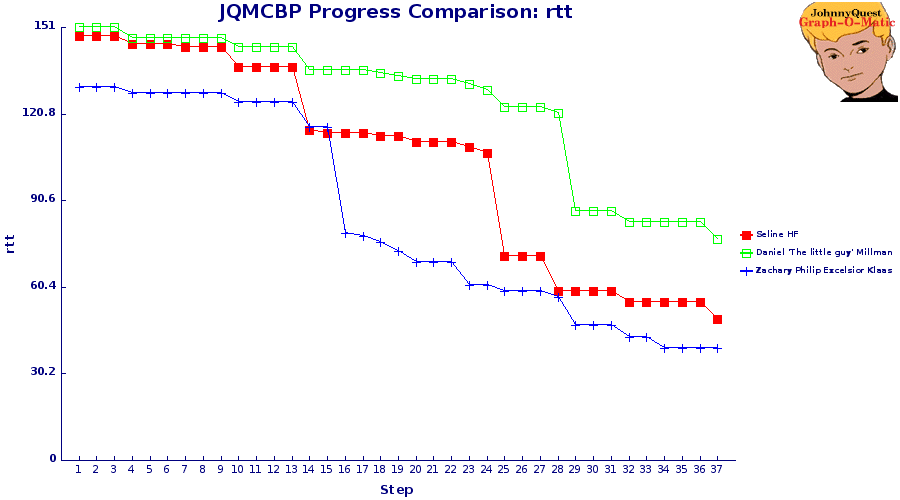 JQMCBP Progress Comparison: rtt
JohnnyQuest
Graph-O-Matic
151
120.8
90.6
60.4
30.2
0
rtt
1 2 3 4 5 6 7 8 9 10 11 12 13 14 15 16 17 18 19 20 21 22 23 24 25 26 27 28 29 30 31 32 33 34 35 36 37
Step
Seline HF
Daniel 'The little guy' Millman
Zachary Philip Excelsior Klaas